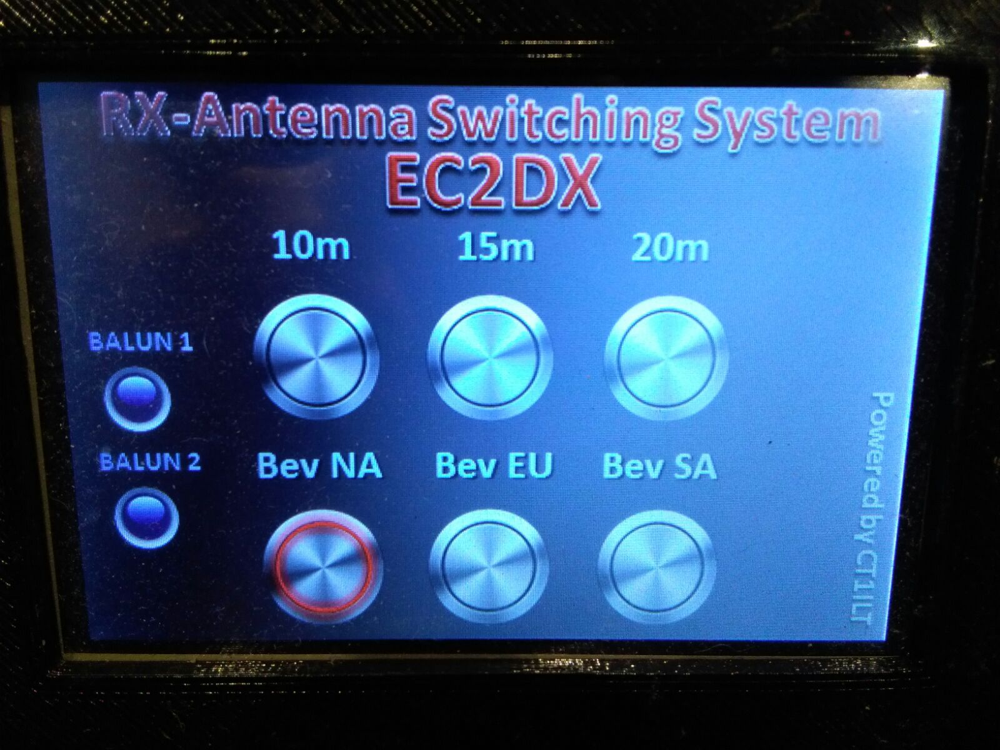 RX-Antenna Switching System
EC2DX
10m
15m
20m
BALUN 1
BALUN 2
Bev NA
Bev EU
Bev SA
Powered by CT1ILT